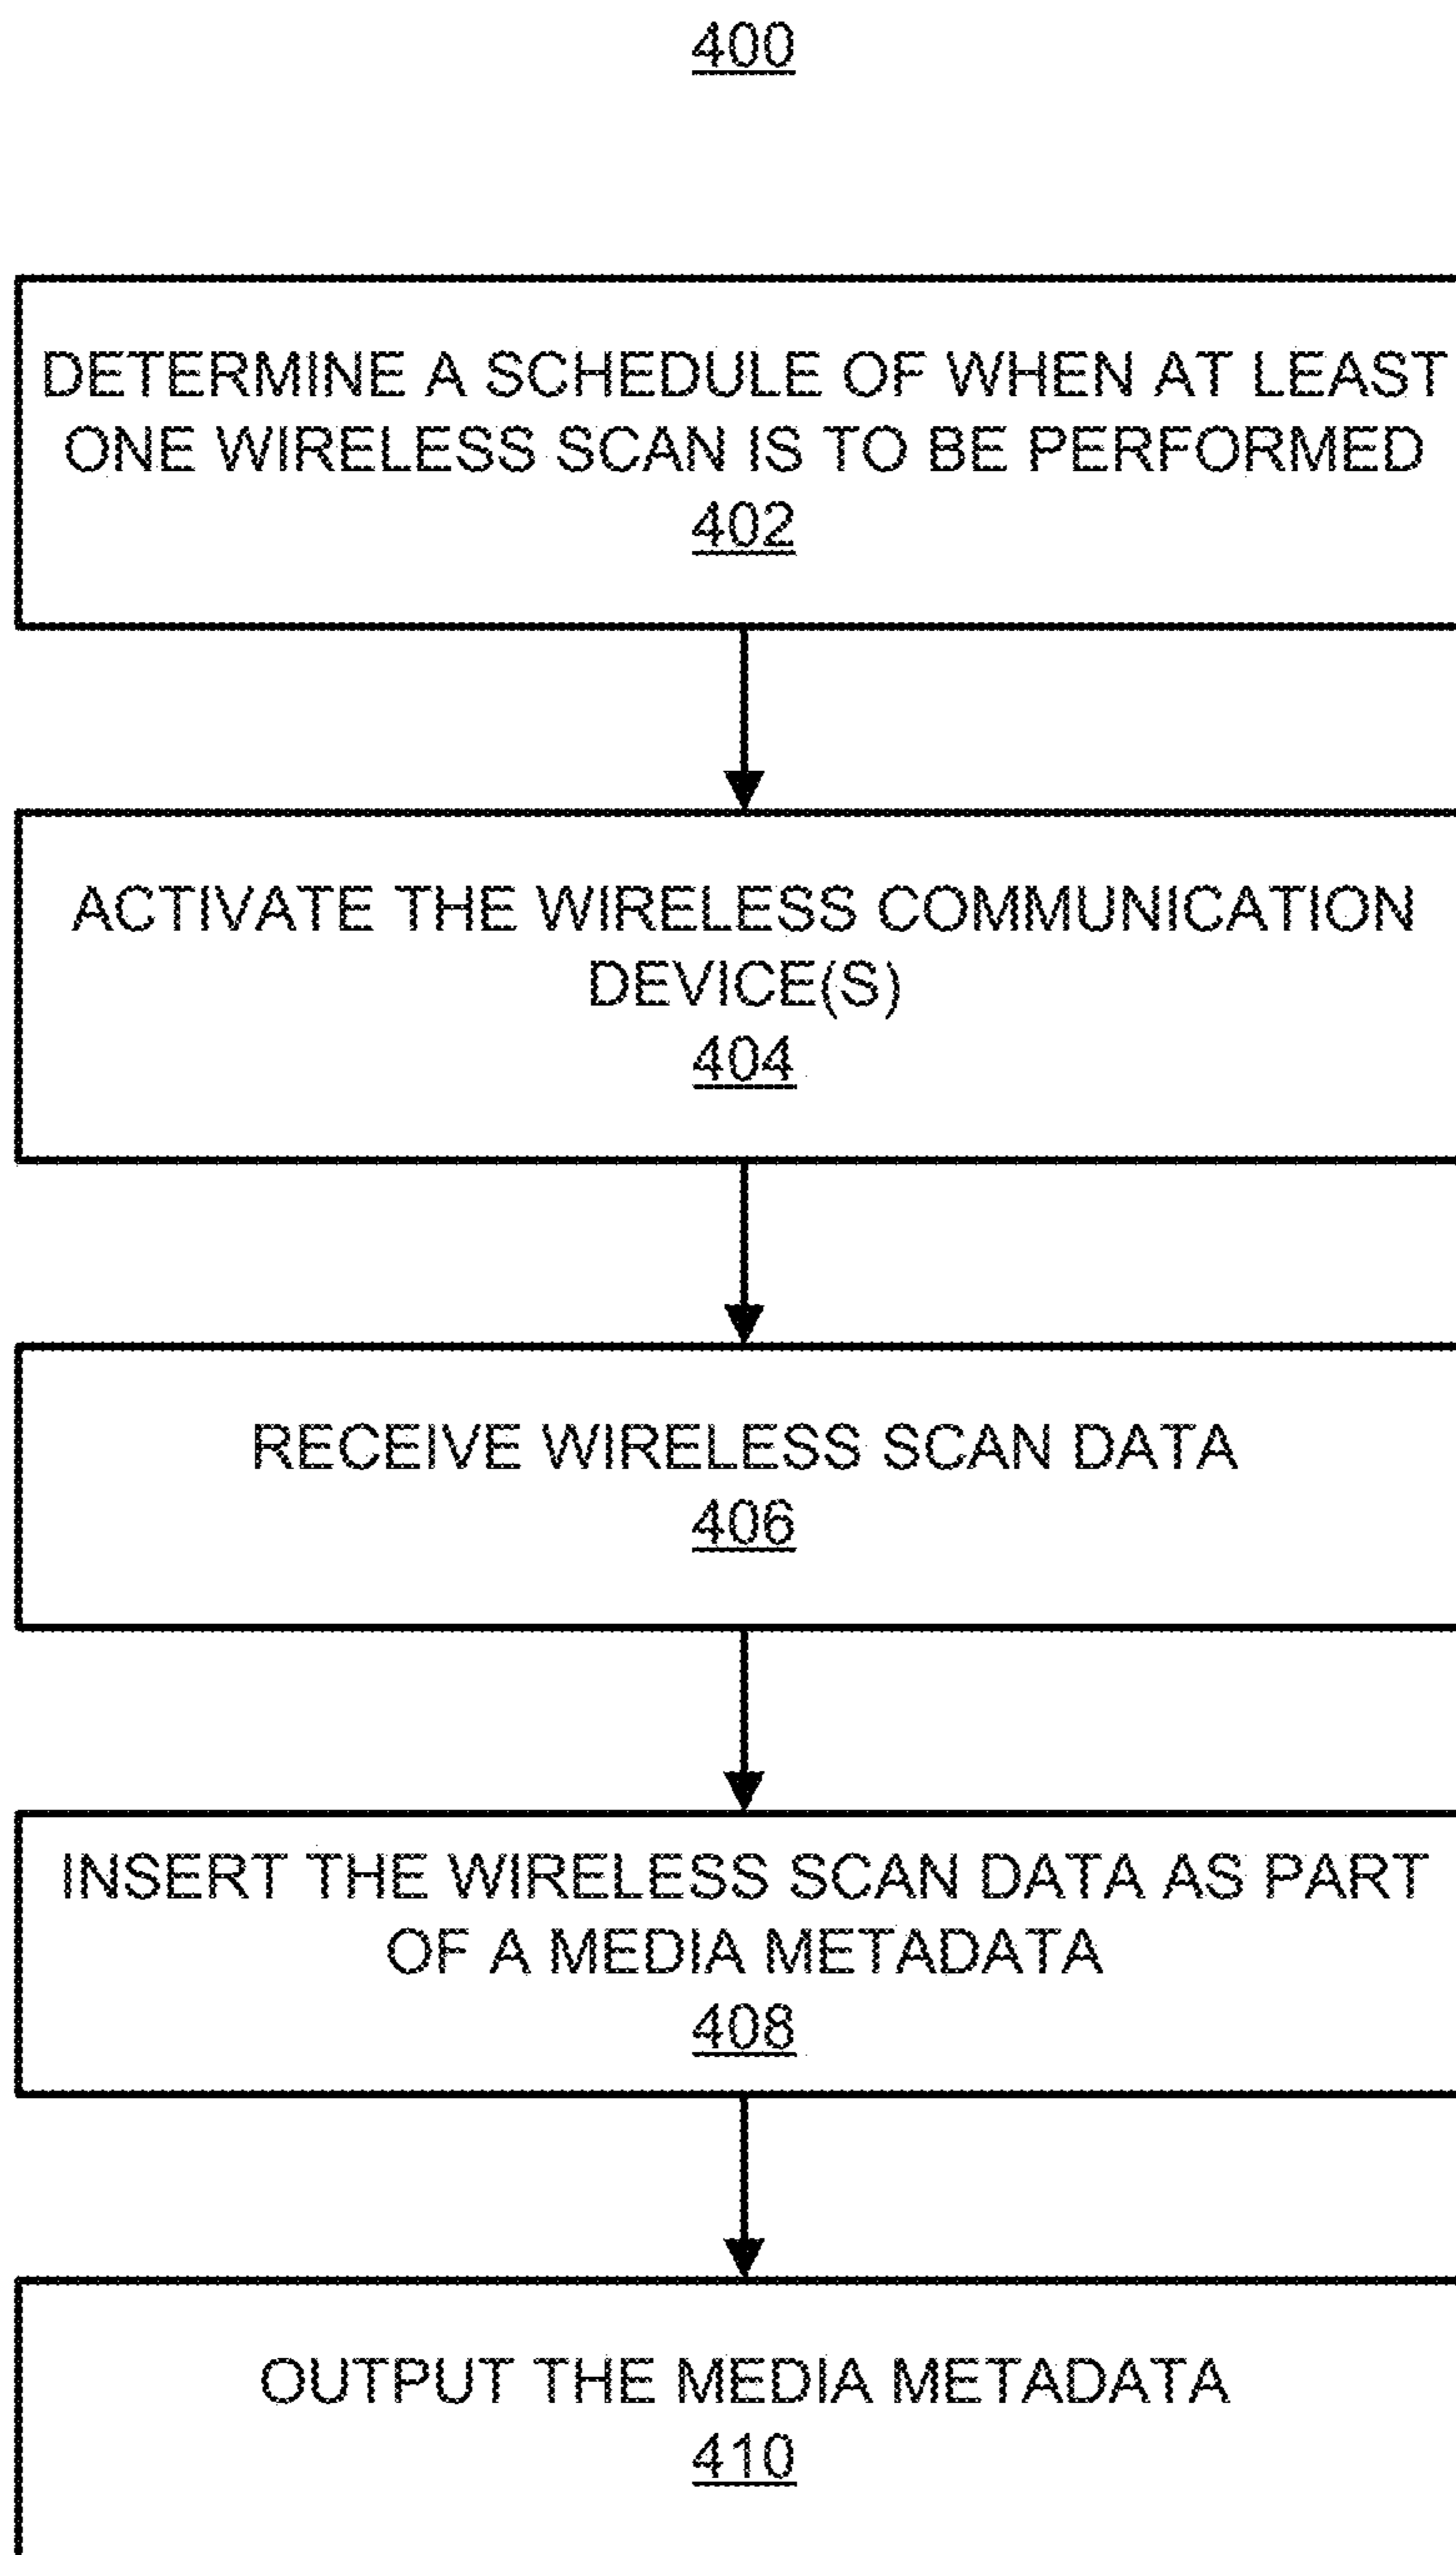 400
DETERMINE A SCHEDULE OF WHEN AT LEAST
ONE WIRELESS SCAN IS TO BE PERFORMED
402
ACTIVATE THE WIRELESS COMMUNICATION
DEVICE(S)
404
RECEIVE WIRELESS SCAN DATA
406
INSERT THE WIRELESS SCAN DATA AS PART
OF A MEDIA METADATA
408
OUTPUT THE MEDIA METADATA
410